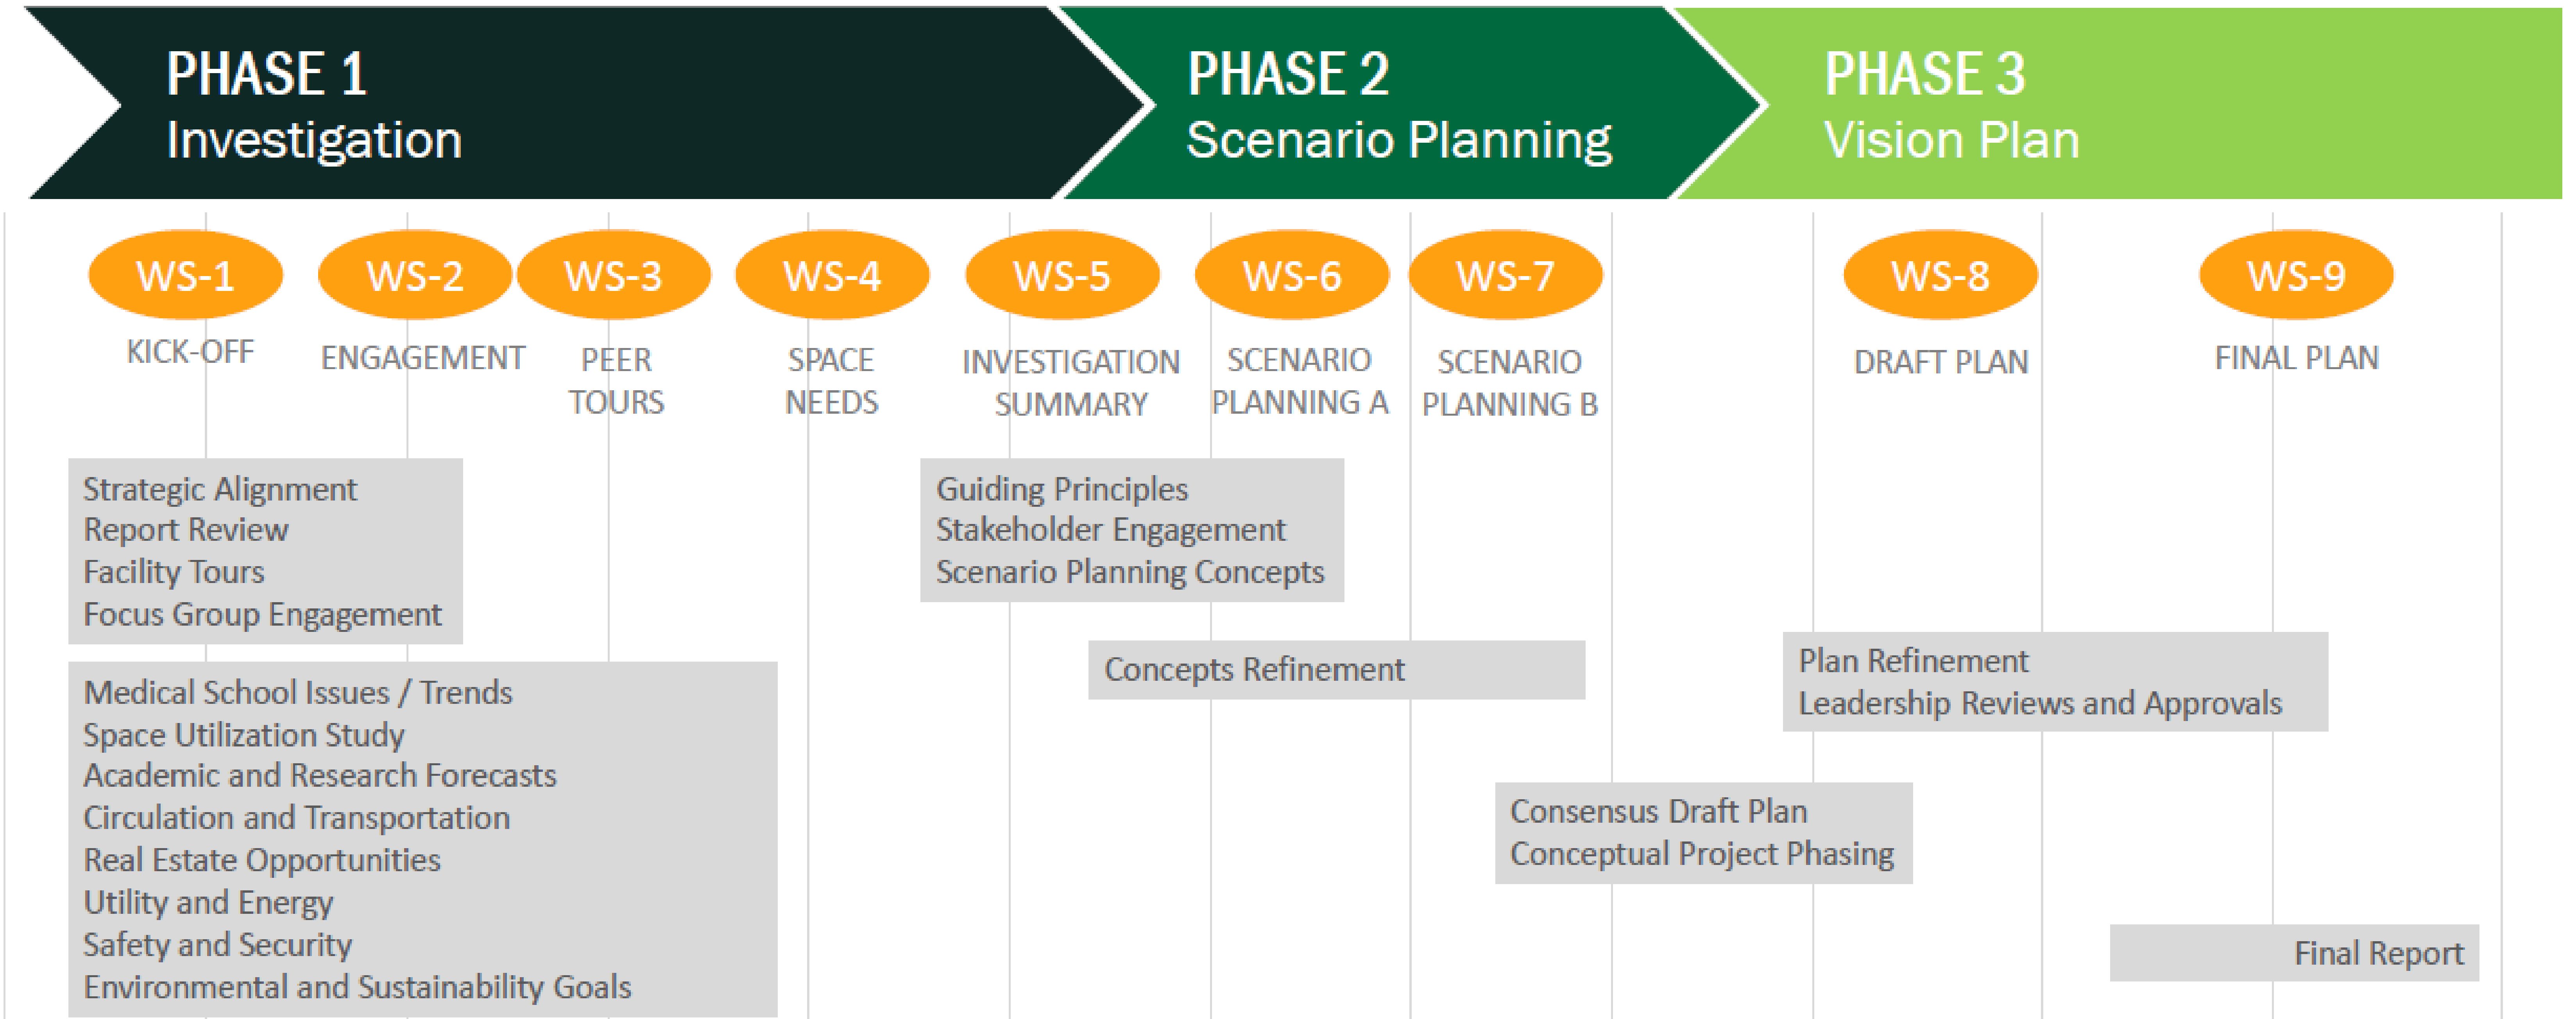 PHASE 1
Investigation
PHASE 2
Scenario Planning
PHASE 3
Vision Plan
WS-1
KICK-OFF
WS-2
ENGAGEMENT
WS-3
PEER
TOURS
WS-4
SPACE
NEEDS
WS-5
INVESTIGATION
SUMMARY
WS-6
SCENARIO
PLANNING A
WS-7
SCENARIO
PLANNING B
WS-8
DRAFT PLAN
WS-9
FINAL PLAN
Strategic Alignment
Report Review
Facility Tours
Focus Group Engagement
Medical School Issues / Trends
Space Utilization Study
Academic and Research Forecasts
Circulation and Transportation
Real Estate Opportunities
Utility and Energy
Safety and Security
Environmental and Sustainability Goals
Guiding Principles
Stakeholder Engagement
Scenario Planning Concepts
Concepts Refinement
Plan Refinement
Leadership Reviews and Approvals
Consensus Draft Plan
Conceptual Project Phasing
Final Report